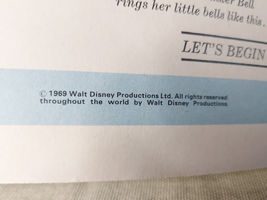 Bell
rings her little bells like this..
LET'S BEGIN
© 1969 Walt Disney Productions Ltd. All rights reserved
throughout the world by Walt Disney Productions